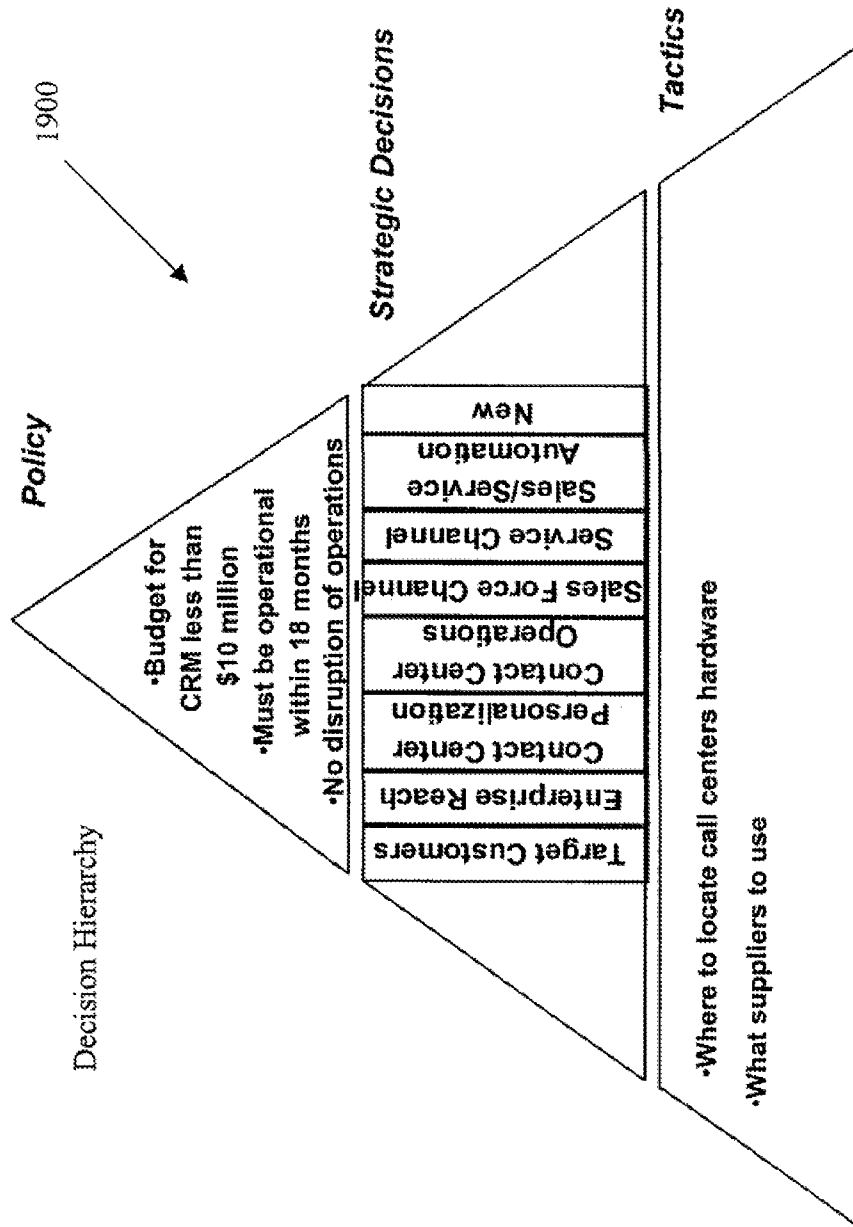 Decision Hierarchy
1900
Policy
•Budget for
CRM less than
$10 million
•Must be operational
within 18 months
•No disruption of operations
Strategic Decisions
Target Customers
Enterprise Reach
Contact Center
Personalization
Contact Center
Operations
Sales Force Channel
Service Channel
Sales/Service
Automation
New
Tactics
•Where to locate call centers hardware
•What suppliers to use